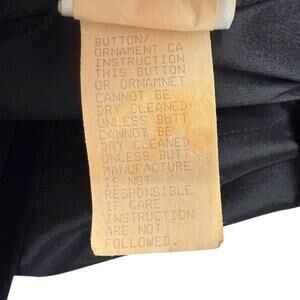 BUTTON/
ORNAMENT CA
INSTRUCTION
THIS BUTTON
OR ORNAMNET
CANNOT BE
DRY CLEANED
UNLESS BUTT
CANNOT BE
DRY CLEANED
UNLESS BUTT
MANUFACTURE
IS NOT
RESPONSIBLE
IF CARE
INSTRUCTION
ARE NOT
FOLLOWED.